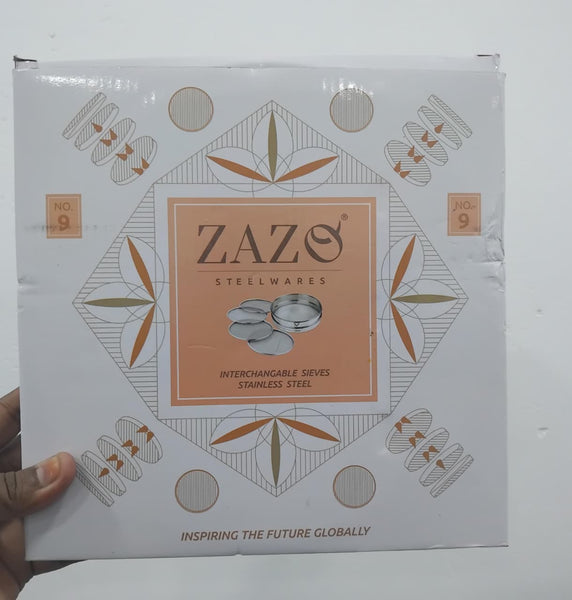 NO.
9
NO.
9
ZAZO®
STEELWARES
INTERCHANGABLE SIEVES
STAINLESS STEEL
INSPIRING THE FUTURE GLOBALLY